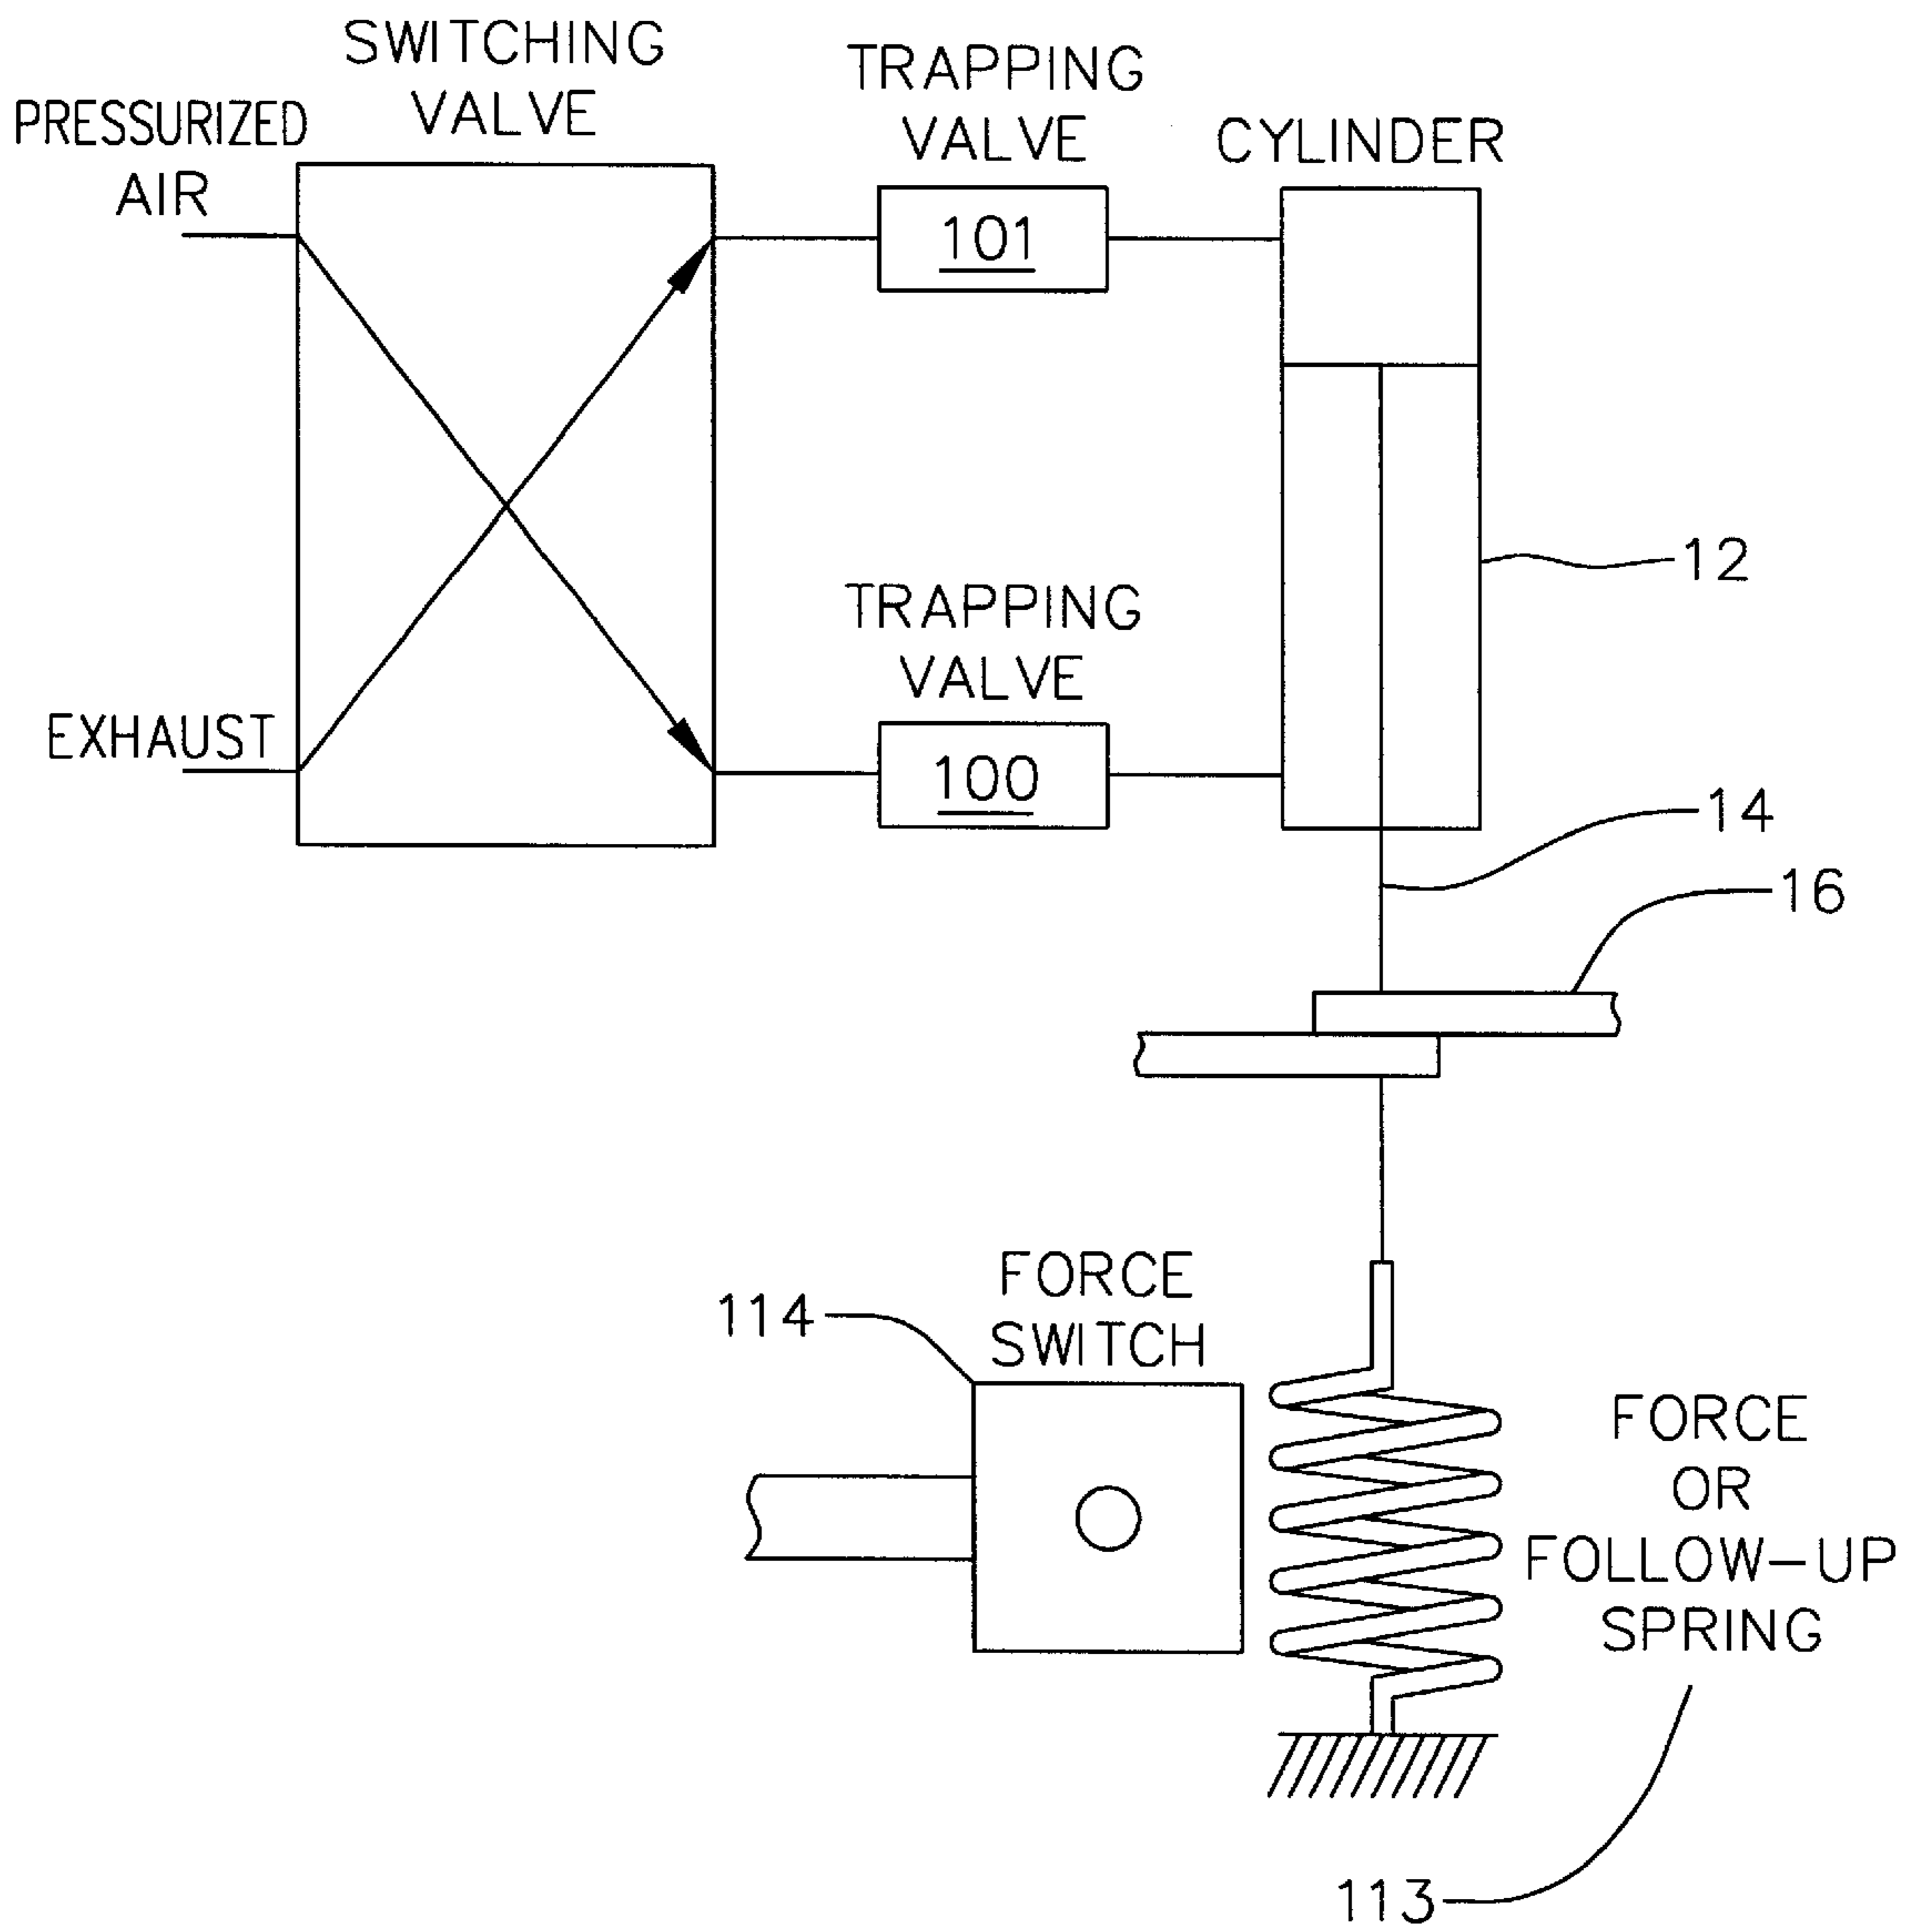 SWITCHING
VALVE
PRESSURIZED
AIR
EXHAUST
TRAPPING
VALVE
101
CYLINDER
TRAPPING
VALVE
100
12
14
16
FORCE
SWITCH
114
FORCE
OR
FOLLOW-UP
SPRING
113